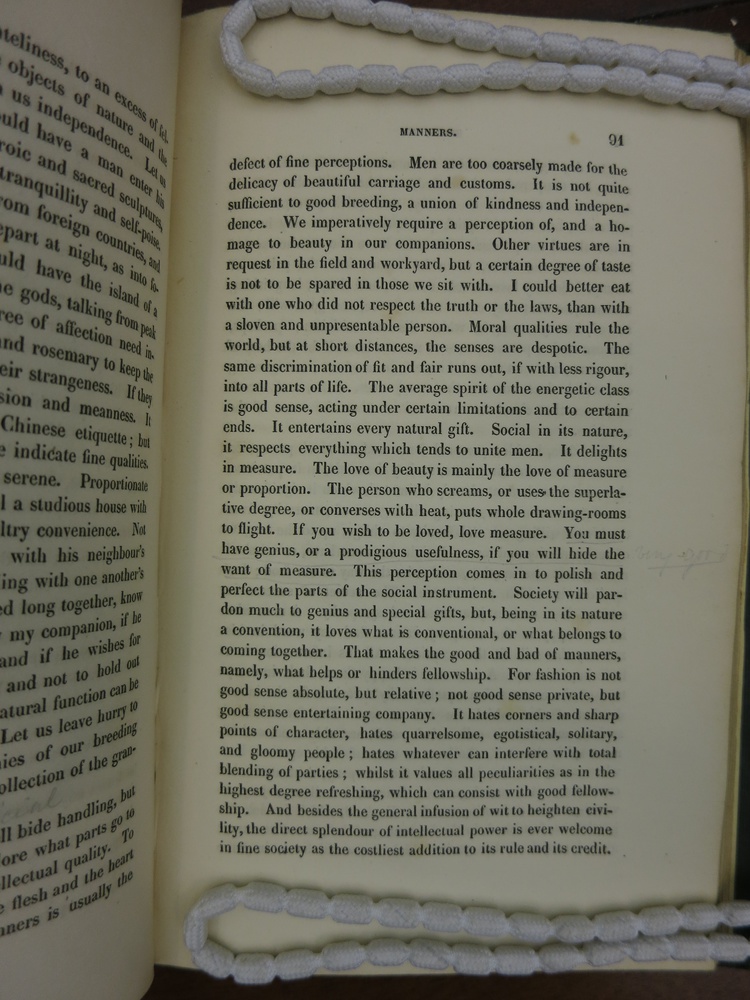 teliness, to an excess of fel-
objects of nature and the
us independence. Let us
uld have a man enter his
roic and sacred sculptures,
tranquillity and self-poise.
rom foreign countries, and
epart at night, as into fo-
uld have the island of a
e gods, talking from peak
ree of affection need in-
nd rosemary to keep the
eir strangeness. If they
sion and meanness. It
Chinese etiquette; but
e indicate fine qualities.
serene. Proportionate
l a studious house with
ltry convenience. Not
with his neighbour's
ing with one another's
ed long together, know
my companion, if he
and if he wishes for
and not to hold out
atural function can be
Let us leave hurry to
ies of our breeding
ollection of the gran-
ll bide handling, but
ore what parts go to
llectual quality. To
e flesh and the heart
nners is usually the
MANNERS. 91
defect of fine perceptions. Men are too coarsely made for the
delicacy of beautiful carriage and customs. It is not quite
sufficient to good breeding, a union of kindness and indepen-
dence. We imperatively require a perception of, and a ho-
mage to beauty in our companions. Other virtues are in
request in the field and workyard, but a certain degree of taste
is not to be spared in those we sit with. I could better eat
with one who did not respect the truth or the laws, than with
a sloven and unpresentable person. Moral qualities rule the
world, but at short distances, the senses are despotic. The
same discrimination of fit and fair runs out, if with less rigour,
into all parts of life. The average spirit of the energetic class
is good sense, acting under certain limitations and to certain
ends. It entertains every natural gift. Social in its nature,
it respects everything which tends to unite men. It delights
in measure. The love of beauty is mainly the love of measure
or proportion. The person who screams, or uses the superla-
tive degree, or converses with heat, puts whole drawing-rooms
to flight. If you wish to be loved, love measure. You must
have genius, or a prodigious usefulness, if you will hide the
want of measure. This perception comes in to polish and
perfect the parts of the social instrument. Society will par-
don much to genius and special gifts, but, being in its nature
a convention, it loves what is conventional, or what belongs to
coming together. That makes the good and bad of manners,
namely, what helps or hinders fellowship. For fashion is not
good sense absolute, but relative; not good sense private, but
good sense entertaining company. It hates corners and sharp
points of character, hates quarrelsome, egotistical, solitary,
and gloomy people; hates whatever can interfere with total
blending of parties; whilst it values all peculiarities as in the
highest degree refreshing, which can consist with good fellow-
ship. And besides the general infusion of wit to heighten civi-
lity, the direct splendour of intellectual power is ever welcome
in fine society as the costliest addition to its rule and its credit.